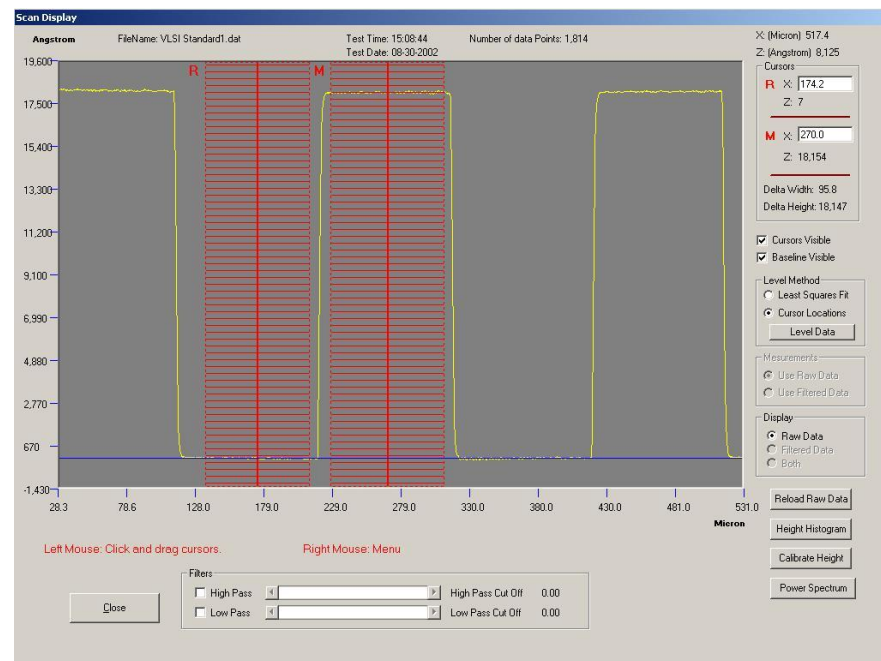 Scan Display
Angstrom FileName: VLSI Standard1.dat Test Time: 15:08:44 Number of data Points: 1,814 X: (Micron) 517.4
Test Date: 08-30-2002 Z: (Angstrom) 8,125
19,600
17,500
15,400
13,300
11,200
9,100
6,990
4,880
2,770
670
-1,430
R M
28.3 78.6 128.0 179.0 229.0 279.0 330.0 380.0 430.0 481.0 531.0
Micron
Cursors
R X: 174.2
Z: 7
M X: 270.0
Z: 18,154
Delta Width: 95.8
Delta Height: 18,147
Cursors Visible
Baseline Visible
Level Method
Least Squares Fit
Cursor Locations
Level Data
Mesurements
Use Raw Data
Use Filtered Data
Display
Raw Data
Filtered Data
Both
Reload Raw Data
Height Histogram
Calibrate Height
Power Spectrum
Left Mouse: Click and drag cursors. Right Mouse: Menu
Filters
High Pass High Pass Cut Off 0.00
Low Pass Low Pass Cut Off 0.00
Close